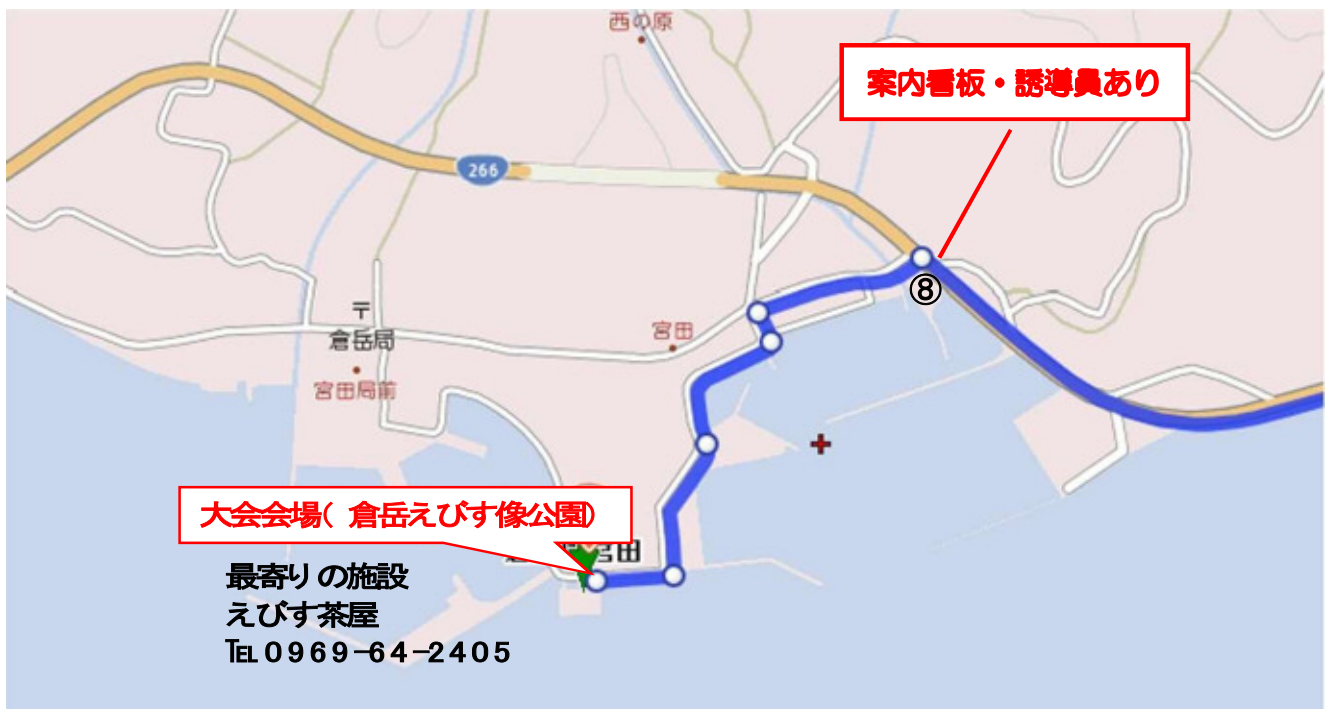 西の原
案内看板・誘導員あり
266
⑧
〒
倉岳局
宮田
宮田局前
大会会場( 倉岳えびす像公園)
宮田
最寄りの施設
えびす茶屋
℡０９６９−６４−２４０５